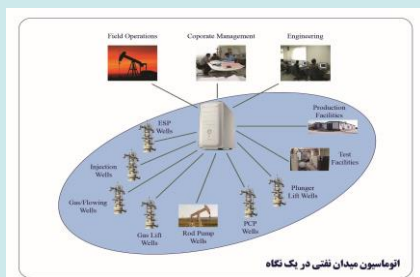 Field Operations
Coporate Management
Engineering
ESP
Wells
Production
Facilities
Injection
Wells
Test
Facilities
Gas/Flowing
Wells
Plunger
Lift Wells
Gas Lift
Wells
Rod Pump
Wells
PCP
Wells
اتوماسیون میدان نفتی در یک نگاه